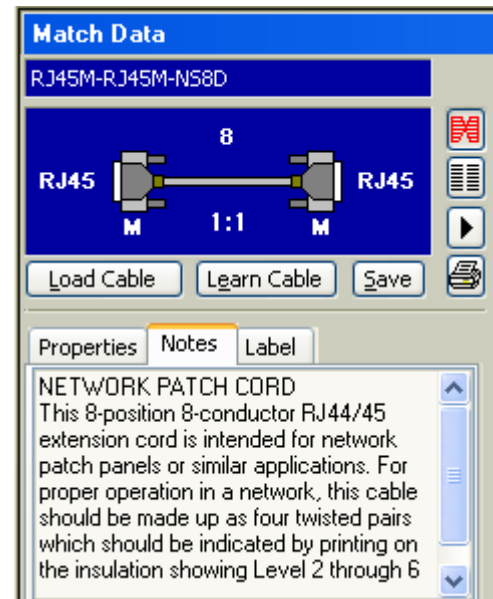 Match Data
RJ45M-RJ45M-NS8D
8
RJ45 RJ45
M 1:1 M
Load Cable Learn Cable Save
Properties Notes Label
NETWORK PATCH CORD
This 8-position 8-conductor RJ44/45
extension cord is intended for network
patch panels or similar applications. For
proper operation in a network, this cable
should be made up as four twisted pairs
which should be indicated by printing on
the insulation showing Level 2 through 6